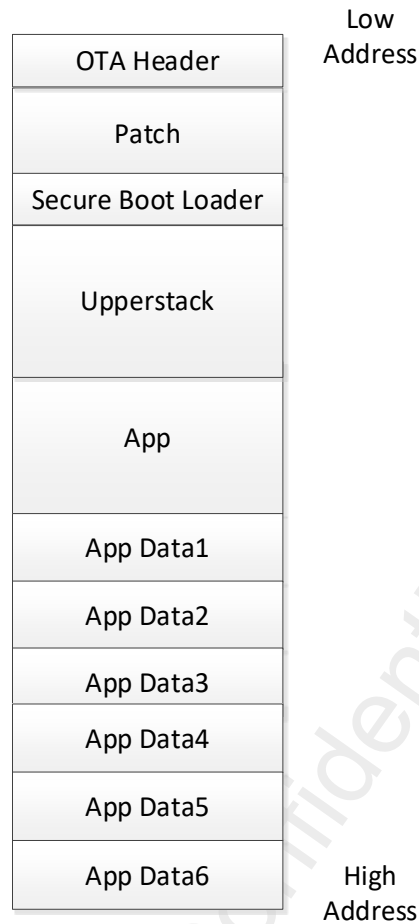 Low
Address
OTA Header
Patch
Secure Boot Loader
Upperstack
App
App Data1
App Data2
App Data3
App Data4
App Data5
App Data6
High
Address